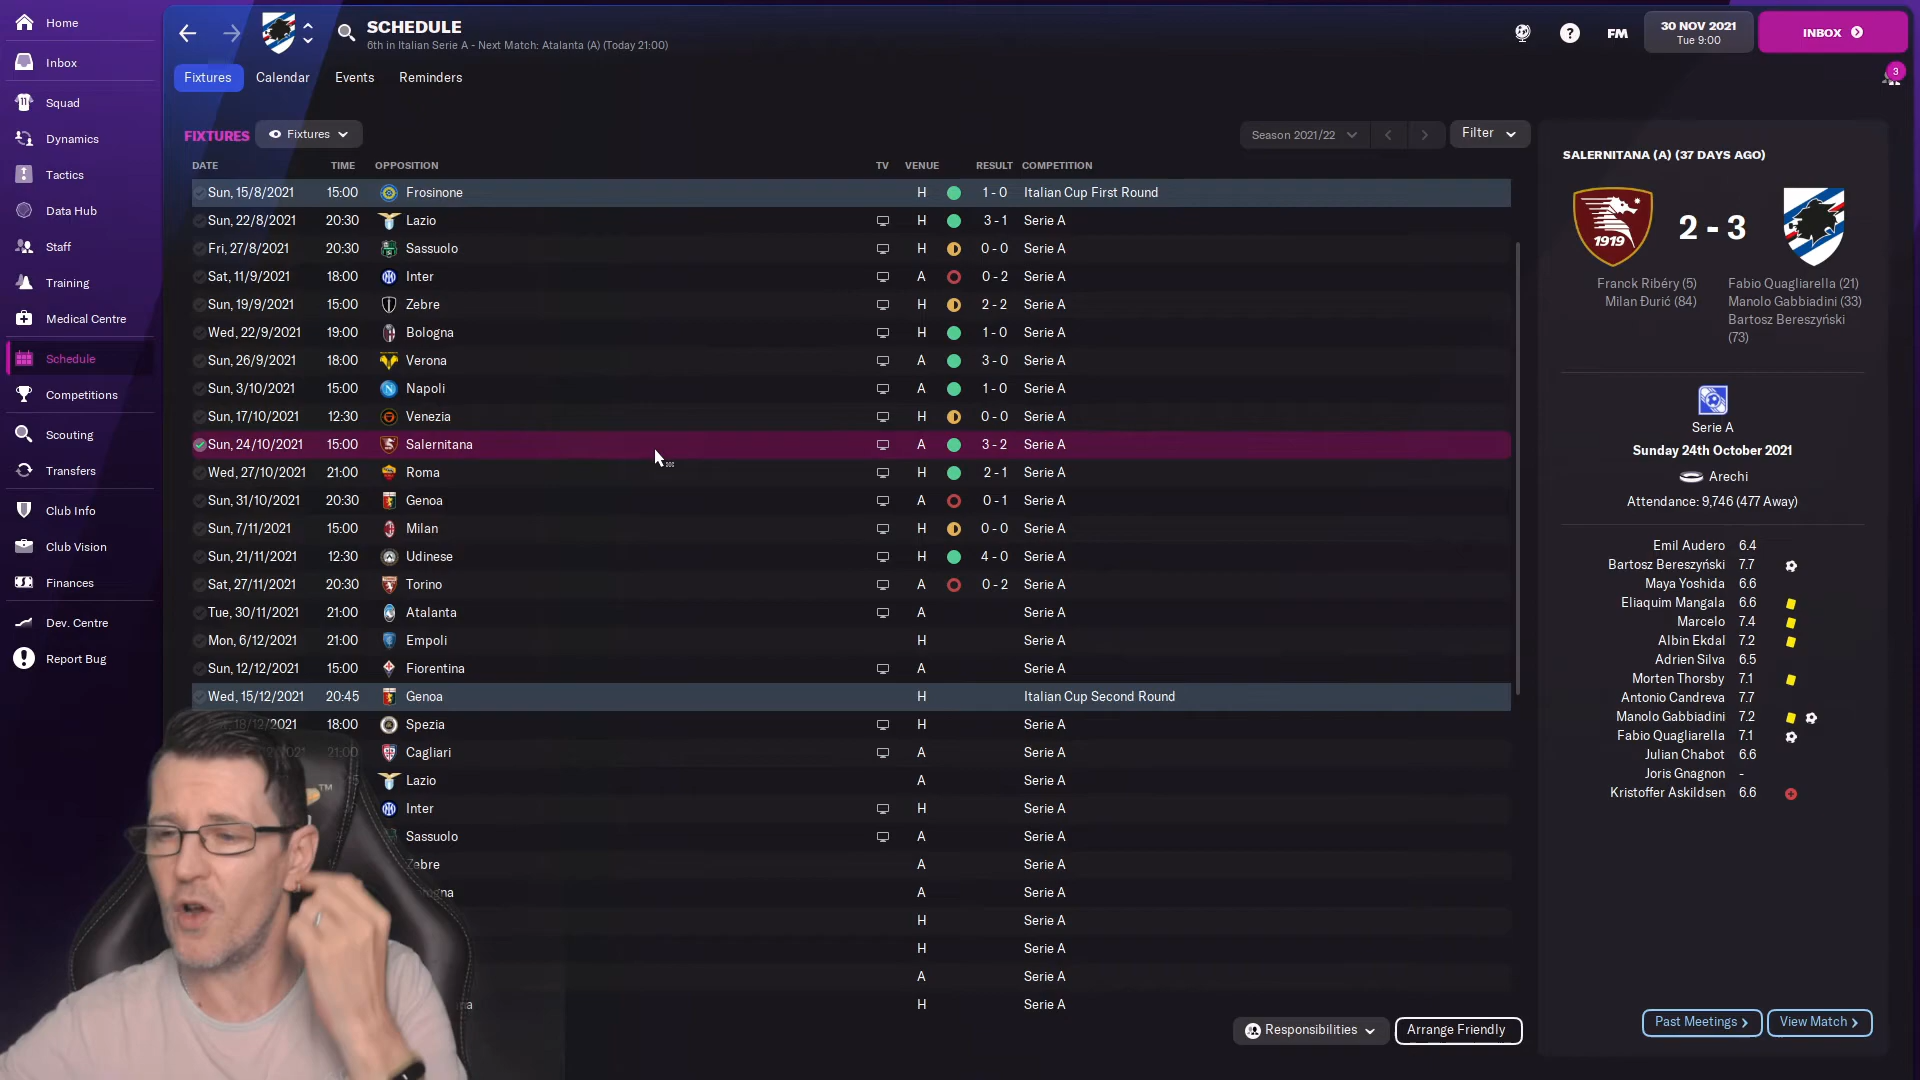 Home
SCHEDULE
6th in Italian Serie A - Next Match: Atalanta (A) (Today 21:00)
FM
30 NOV 2021
Tue 9:00
INBOX
Inbox
Fixtures Calendar Events Reminders
3
Squad
Dynamics
Tactics
Data Hub
Staff
Training
Medical Centre
Schedule
Competitions
Scouting
Transfers
Club Info
Club Vision
Finances
Dev. Centre
Report Bug
FIXTURES Fixtures
Season 2021/22
Filter
DATE TIME OPPOSITION TV VENUE RESULT COMPETITION
Sun, 15/8/2021 15:00 Frosinone H 1 - 0 Italian Cup First Round
Sun, 22/8/2021 20:30 Lazio H 3 - 1 Serie A
Fri, 27/8/2021 20:30 Sassuolo H 0 - 0 Serie A
Sat, 11/9/2021 18:00 Inter A 0 - 2 Serie A
Sun, 19/9/2021 15:00 Zebre H 2 - 2 Serie A
Wed, 22/9/2021 19:00 Bologna H 1 - 0 Serie A
Sun, 26/9/2021 18:00 Verona A 3 - 0 Serie A
Sun, 3/10/2021 15:00 Napoli A 1 - 0 Serie A
Sun, 17/10/2021 12:30 Venezia H 0 - 0 Serie A
Sun, 24/10/2021 15:00 Salernitana A 3 - 2 Serie A
Wed, 27/10/2021 21:00 Roma H 2 - 1 Serie A
Sun, 31/10/2021 20:30 Genoa A 0 - 1 Serie A
Sun, 7/11/2021 15:00 Milan H 0 - 0 Serie A
Sun, 21/11/2021 12:30 Udinese H 4 - 0 Serie A
Sat, 27/11/2021 20:30 Torino A 0 - 2 Serie A
Tue, 30/11/2021 21:00 Atalanta A Serie A
Mon, 6/12/2021 21:00 Empoli H Serie A
Sun, 12/12/2021 15:00 Fiorentina A Serie A
Wed, 15/12/2021 20:45 Genoa H Italian Cup Second Round
18/12/2021 18:00 Spezia H Serie A
21:00 Cagliari A Serie A
Lazio A Serie A
Inter H Serie A
Sassuolo A Serie A
Zebre A Serie A
A Serie A
H Serie A
H Serie A
A Serie A
H Serie A
Responsibilities
Arrange Friendly
SALERNITANA (A) (37 DAYS AGO)
1919
2 - 3
Franck Ribéry (5)
Milan Đurić (84)
Fabio Quagliarella (21)
Manolo Gabbiadini (33)
Bartosz Bereszyński
(73)
Serie A
Sunday 24th October 2021
Arechi
Attendance: 9,746 (477 Away)
Emil Audero 6.4
Bartosz Bereszyński 7.7
Maya Yoshida 6.6
Eliaquim Mangala 6.6
Marcelo 7.4
Albin Ekdal 7.2
Adrien Silva 6.5
Morten Thorsby 7.1
Antonio Candreva 7.7
Manolo Gabbiadini 7.2
Fabio Quagliarella 7.1
Julian Chabot 6.6
Joris Gnagnon -
Kristoffer Askildsen 6.6
Past Meetings
View Match